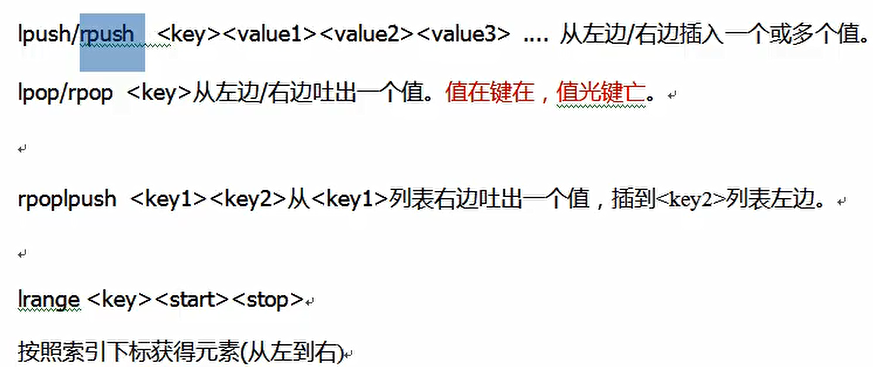 lpush/rpush <key><value1><value2><value3> .... 从左边/右边插入一个或多个值。
lpop/rpop <key>从左边/右边吐出一个值。值在键在，值光键亡。
rpoplpush <key1><key2>从<key1>列表右边吐出一个值，插到<key2>列表左边。
lrange <key><start><stop>
按照索引下标获得元素(从左到右)